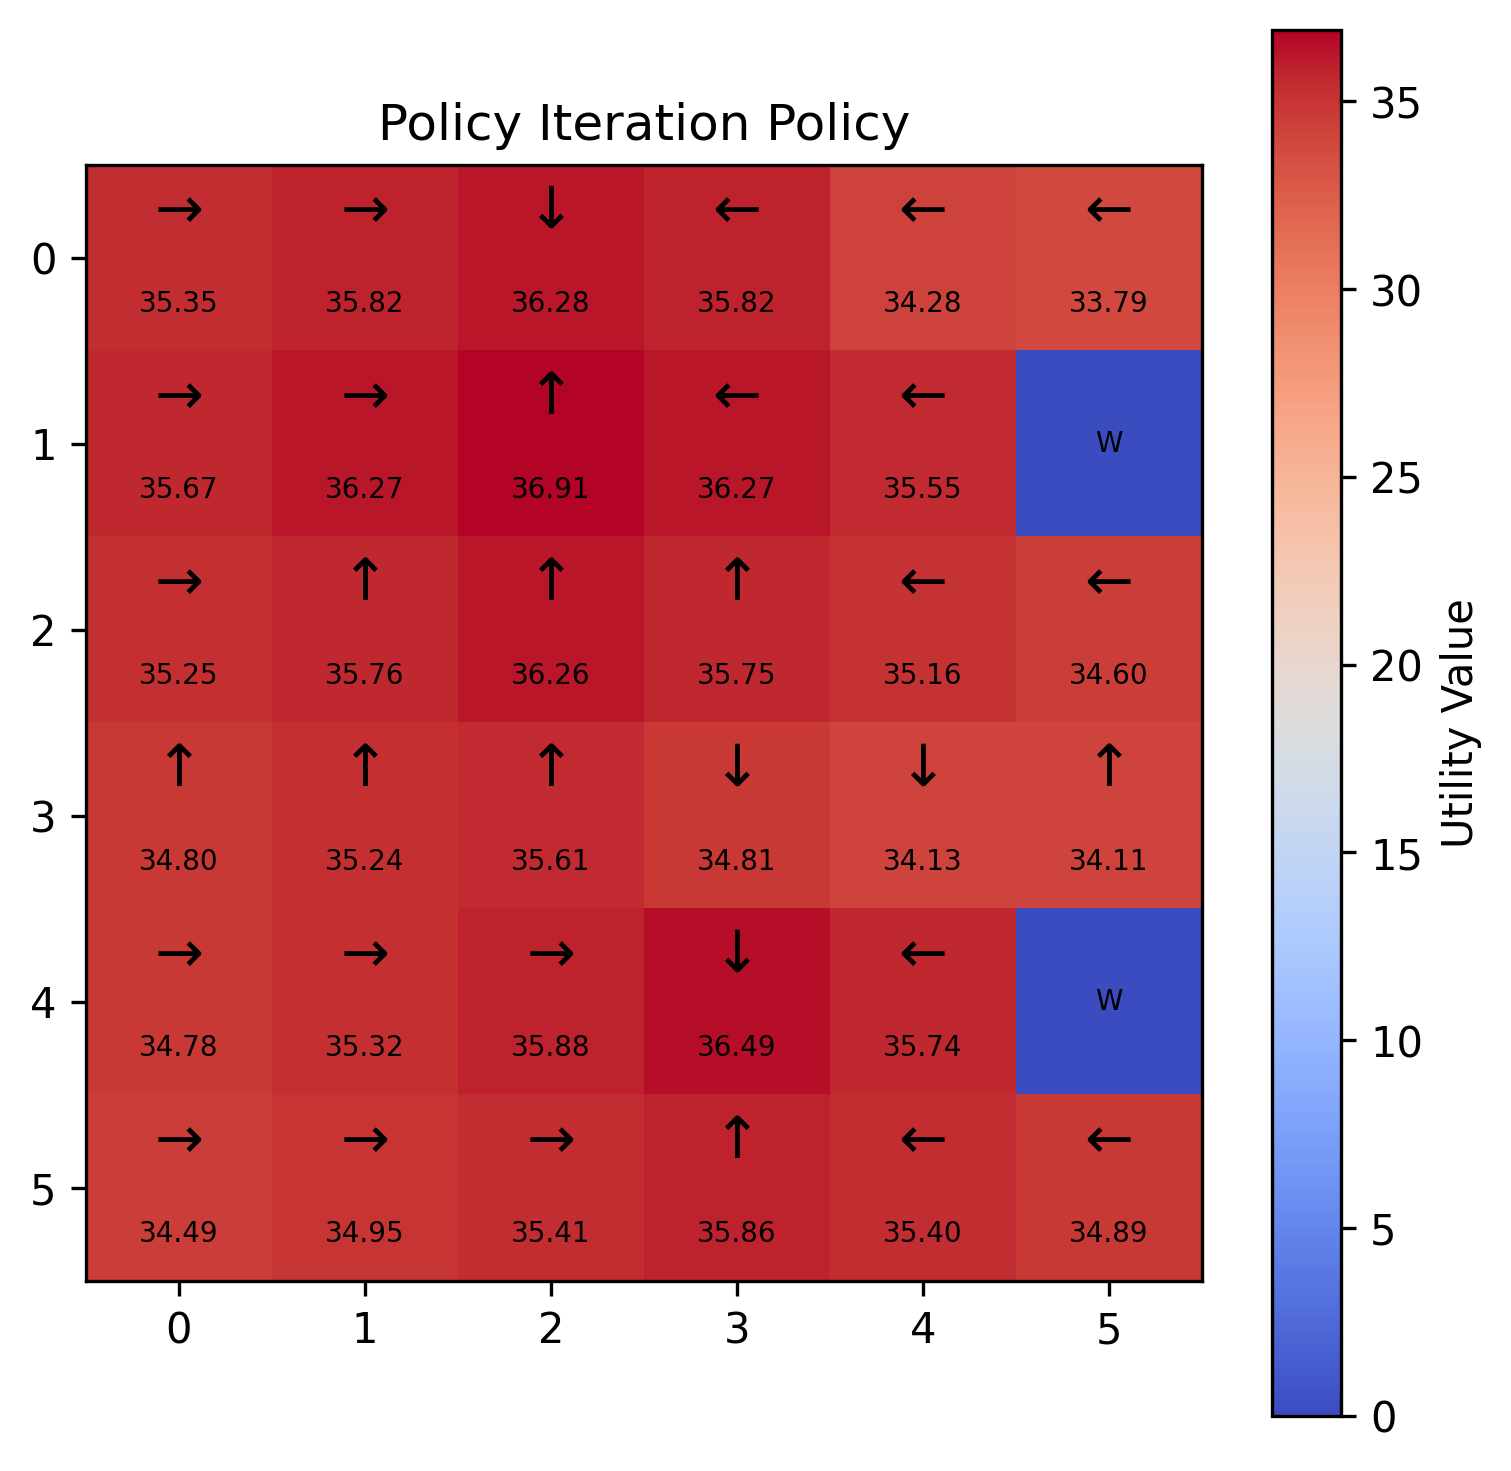 Policy Iteration Policy
→ → ↓ ← ← ←
0
35.35 35.82 36.28 35.82 34.28 33.79
→ → ↑ ← ←
1 W
35.67 36.27 36.91 36.27 35.55
→ ↑ ↑ ↑ ← ←
2
35.25 35.76 36.26 35.75 35.16 34.60
↑ ↑ ↑ ↓ ↓ ↑
3
34.80 35.24 35.61 34.81 34.13 34.11
→ → → ↓ ←
4 W
34.78 35.32 35.88 36.49 35.74
→ → → ↑ ← ←
5
34.49 34.95 35.41 35.86 35.40 34.89
0 1 2 3 4 5
35
30
25
20
15
10
5
0
Utility Value